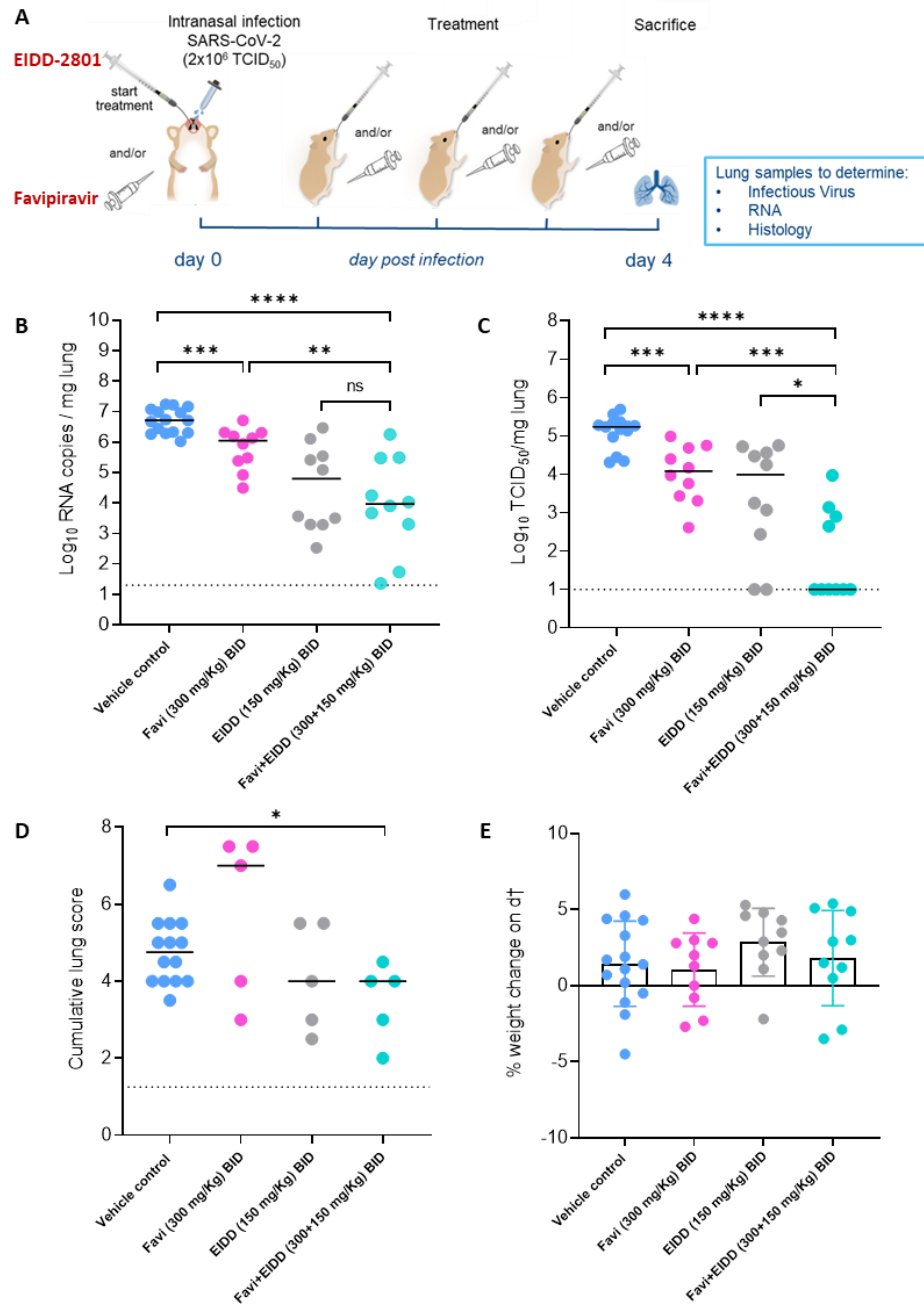 A
Intranasal infection
SARS-CoV-2
(2x10⁶ TCID₅₀)
Treatment
Sacrifice
EIDD-2801
start
treatment
and/or
and/or
and/or
and/or
Favipiravir
Lung samples to determine:
• Infectious Virus
• RNA
• Histology
day 0
day post infection
day 4
B
****
***
**
ns
10
9
8
7
6
5
4
3
2
1
0
Log₁₀ RNA copies / mg lung
Vehicle control
Favi (300 mg/Kg) BID
EIDD (150 mg/Kg) BID
Favi+EIDD (300+150 mg/Kg) BID
C
****
***
***
*
8
7
6
5
4
3
2
1
0
Log₁₀ TCID₅₀/mg lung
Vehicle control
Favi (300 mg/Kg) BID
EIDD (150 mg/Kg) BID
Favi+EIDD (300+150 mg/Kg) BID
D
*
8
6
4
2
0
Cumulative lung score
Vehicle control
Favi (300 mg/Kg) BID
EIDD (150 mg/Kg) BID
Favi+EIDD (300+150 mg/Kg) BID
E
10
5
0
-5
-10
% weight change on d†
Vehicle control
Favi (300 mg/Kg) BID
EIDD (150 mg/Kg) BID
Favi+EIDD (300+150 mg/Kg) BID